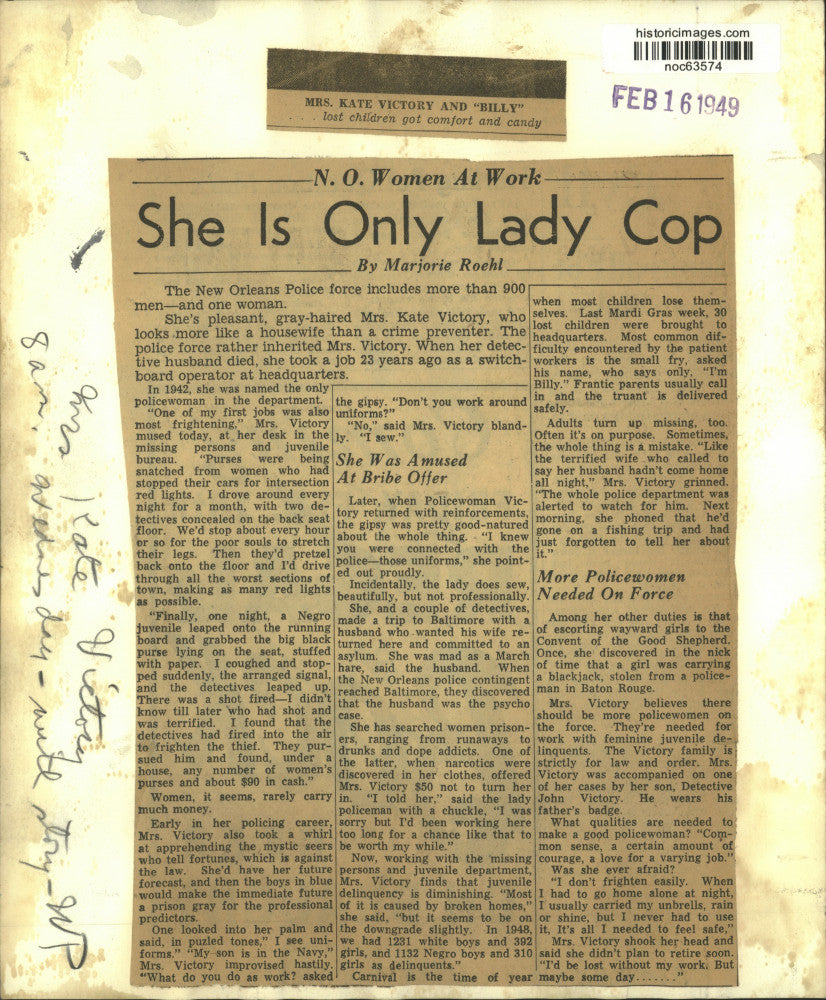 historicimages.com
noc63574
FEB 16 1949
MRS. KATE VICTORY AND "BILLY"
. . . lost children got comfort and candy
N. O. Women At Work
She Is Only Lady Cop
By Marjorie Roehl
The New Orleans Police force includes more than 900
men—and one woman.
She's pleasant, gray-haired Mrs. Kate Victory, who
looks more like a housewife than a crime preventer. The
police force rather inherited Mrs. Victory. When her detec-
tive husband died, she took a job 23 years ago as a switch-
board operator at headquarters.
In 1942, she was named the only
policewoman in the department.
"One of my first jobs was also
most frightening," Mrs. Victory
mused today, at her desk in the
missing persons and juvenile
bureau. "Purses were being
snatched from women who had
stopped their cars for intersection
red lights. I drove around every
night for a month, with two de-
tectives concealed on the back seat
floor. We'd stop about every hour
or so for the poor souls to stretch
their legs. Then they'd pretzel
back onto the floor and I'd drive
through all the worst sections of
town, making as many red lights
as possible.
"Finally, one night, a Negro
juvenile leaped onto the running
board and grabbed the big black
purse lying on the seat, stuffed
with paper. I coughed and stop-
ped suddenly, the arranged signal,
and the detectives leaped up.
There was a shot fired—I didn't
know till later who had shot and
was terrified. I found that the
detectives had fired into the air
to frighten the thief. They pur-
sued him and found, under a
house, any number of women's
purses and about $90 in cash."
Women, it seems, rarely carry
much money.
Early in her policing career,
Mrs. Victory also took a whirl
at apprehending the mystic seers
who tell fortunes, which is against
the law. She'd have her future
forecast, and then the boys in blue
would make the immediate future
a prison gray for the professional
predictors.
One looked into her palm and
said, in puzled tones," I see uni-
forms." "My son is in the Navy,"
Mrs. Victory improvised hastily.
"What do you do as work? asked
the gipsy. "Don't you work around
uniforms?"
"No," said Mrs. Victory bland-
ly. "I sew."
She Was Amused
At Bribe Offer
Later, when Policewoman Vic-
tory returned with reinforcements,
the gipsy was pretty good-natured
about the whole thing. "I knew
you were connected with the
police—those uniforms," she point-
ed out proudly.
Incidentally, the lady does sew,
beautifully, but not professionally.
She, and a couple of detectives,
made a trip to Baltimore with a
husband who wanted his wife re-
turned here and committed to an
asylum. She was mad as a March
hare, said the husband. When
the New Orleans police contingent
reached Baltimore, they discovered
that the husband was the psycho
case.
She has searched women prison-
ers, ranging from runaways to
drunks and dope addicts. One of
the latter, when narcotics were
discovered in her clothes, offered
Mrs. Victory $50 not to turn her
in. "I told her," said the lady
policeman with a chuckle, "I was
sorry but I'd been working here
too long for a chance like that to
be worth my while."
Now, working with the missing
persons and juvenile department,
Mrs. Victory finds that juvenile
delinquency is diminishing. "Most
of it is caused by broken homes,"
she said, "but it seems to be on
the downgrade slightly. In 1948,
we had 1231 white boys and 392
girls, and 1132 Negro boys and 310
girls as delinquents."
Carnival is the time of year
when most children lose them-
selves. Last Mardi Gras week, 30
lost children were brought to
headquarters. Most common dif-
ficulty encountered by the patient
workers is the small fry, asked
his name, who says only, "I'm
Billy." Frantic parents usually call
in and the truant is delivered
safely.
Adults turn up missing, too.
Often it's on purpose. Sometimes,
the whole thing is a mistake. "Like
the terrified wife who called to
say her husband hadn't come home
all night," Mrs. Victory grinned.
"The whole police department was
alerted to watch for him. Next
morning, she phoned that he'd
gone on a fishing trip and had
just forgotten to tell her about
it."
More Policewomen
Needed On Force
Among her other duties is that
of escorting wayward girls to the
Convent of the Good Shepherd.
Once, she discovered in the nick
of time that a girl was carrying
a blackjack, stolen from a police-
man in Baton Rouge.
Mrs. Victory believes there
should be more policewomen on
the force. They're needed for
work with feminine juvenile de-
linquents. The Victory family is
strictly for law and order. Mrs.
Victory was accompanied on one
of her cases by her son, Detective
John Victory. He wears his
father's badge.
What qualities are needed to
make a good policewoman? "Com-
mon sense, a certain amount of
courage, a love for a varying job."
Was she ever afraid?
"I don't frighten easily. When
I had to go home alone at night,
I usually carried my unbrells, rain
or shine, but I never had to use
it, It's all I needed to feel safe,"
Mrs. Victory shook her head and
said she didn't plan to retire soon.
"I'd be lost without my work. But
maybe some day . . . . . . ."
Mrs Kate Victory
8 am, wednesday - with story - WP